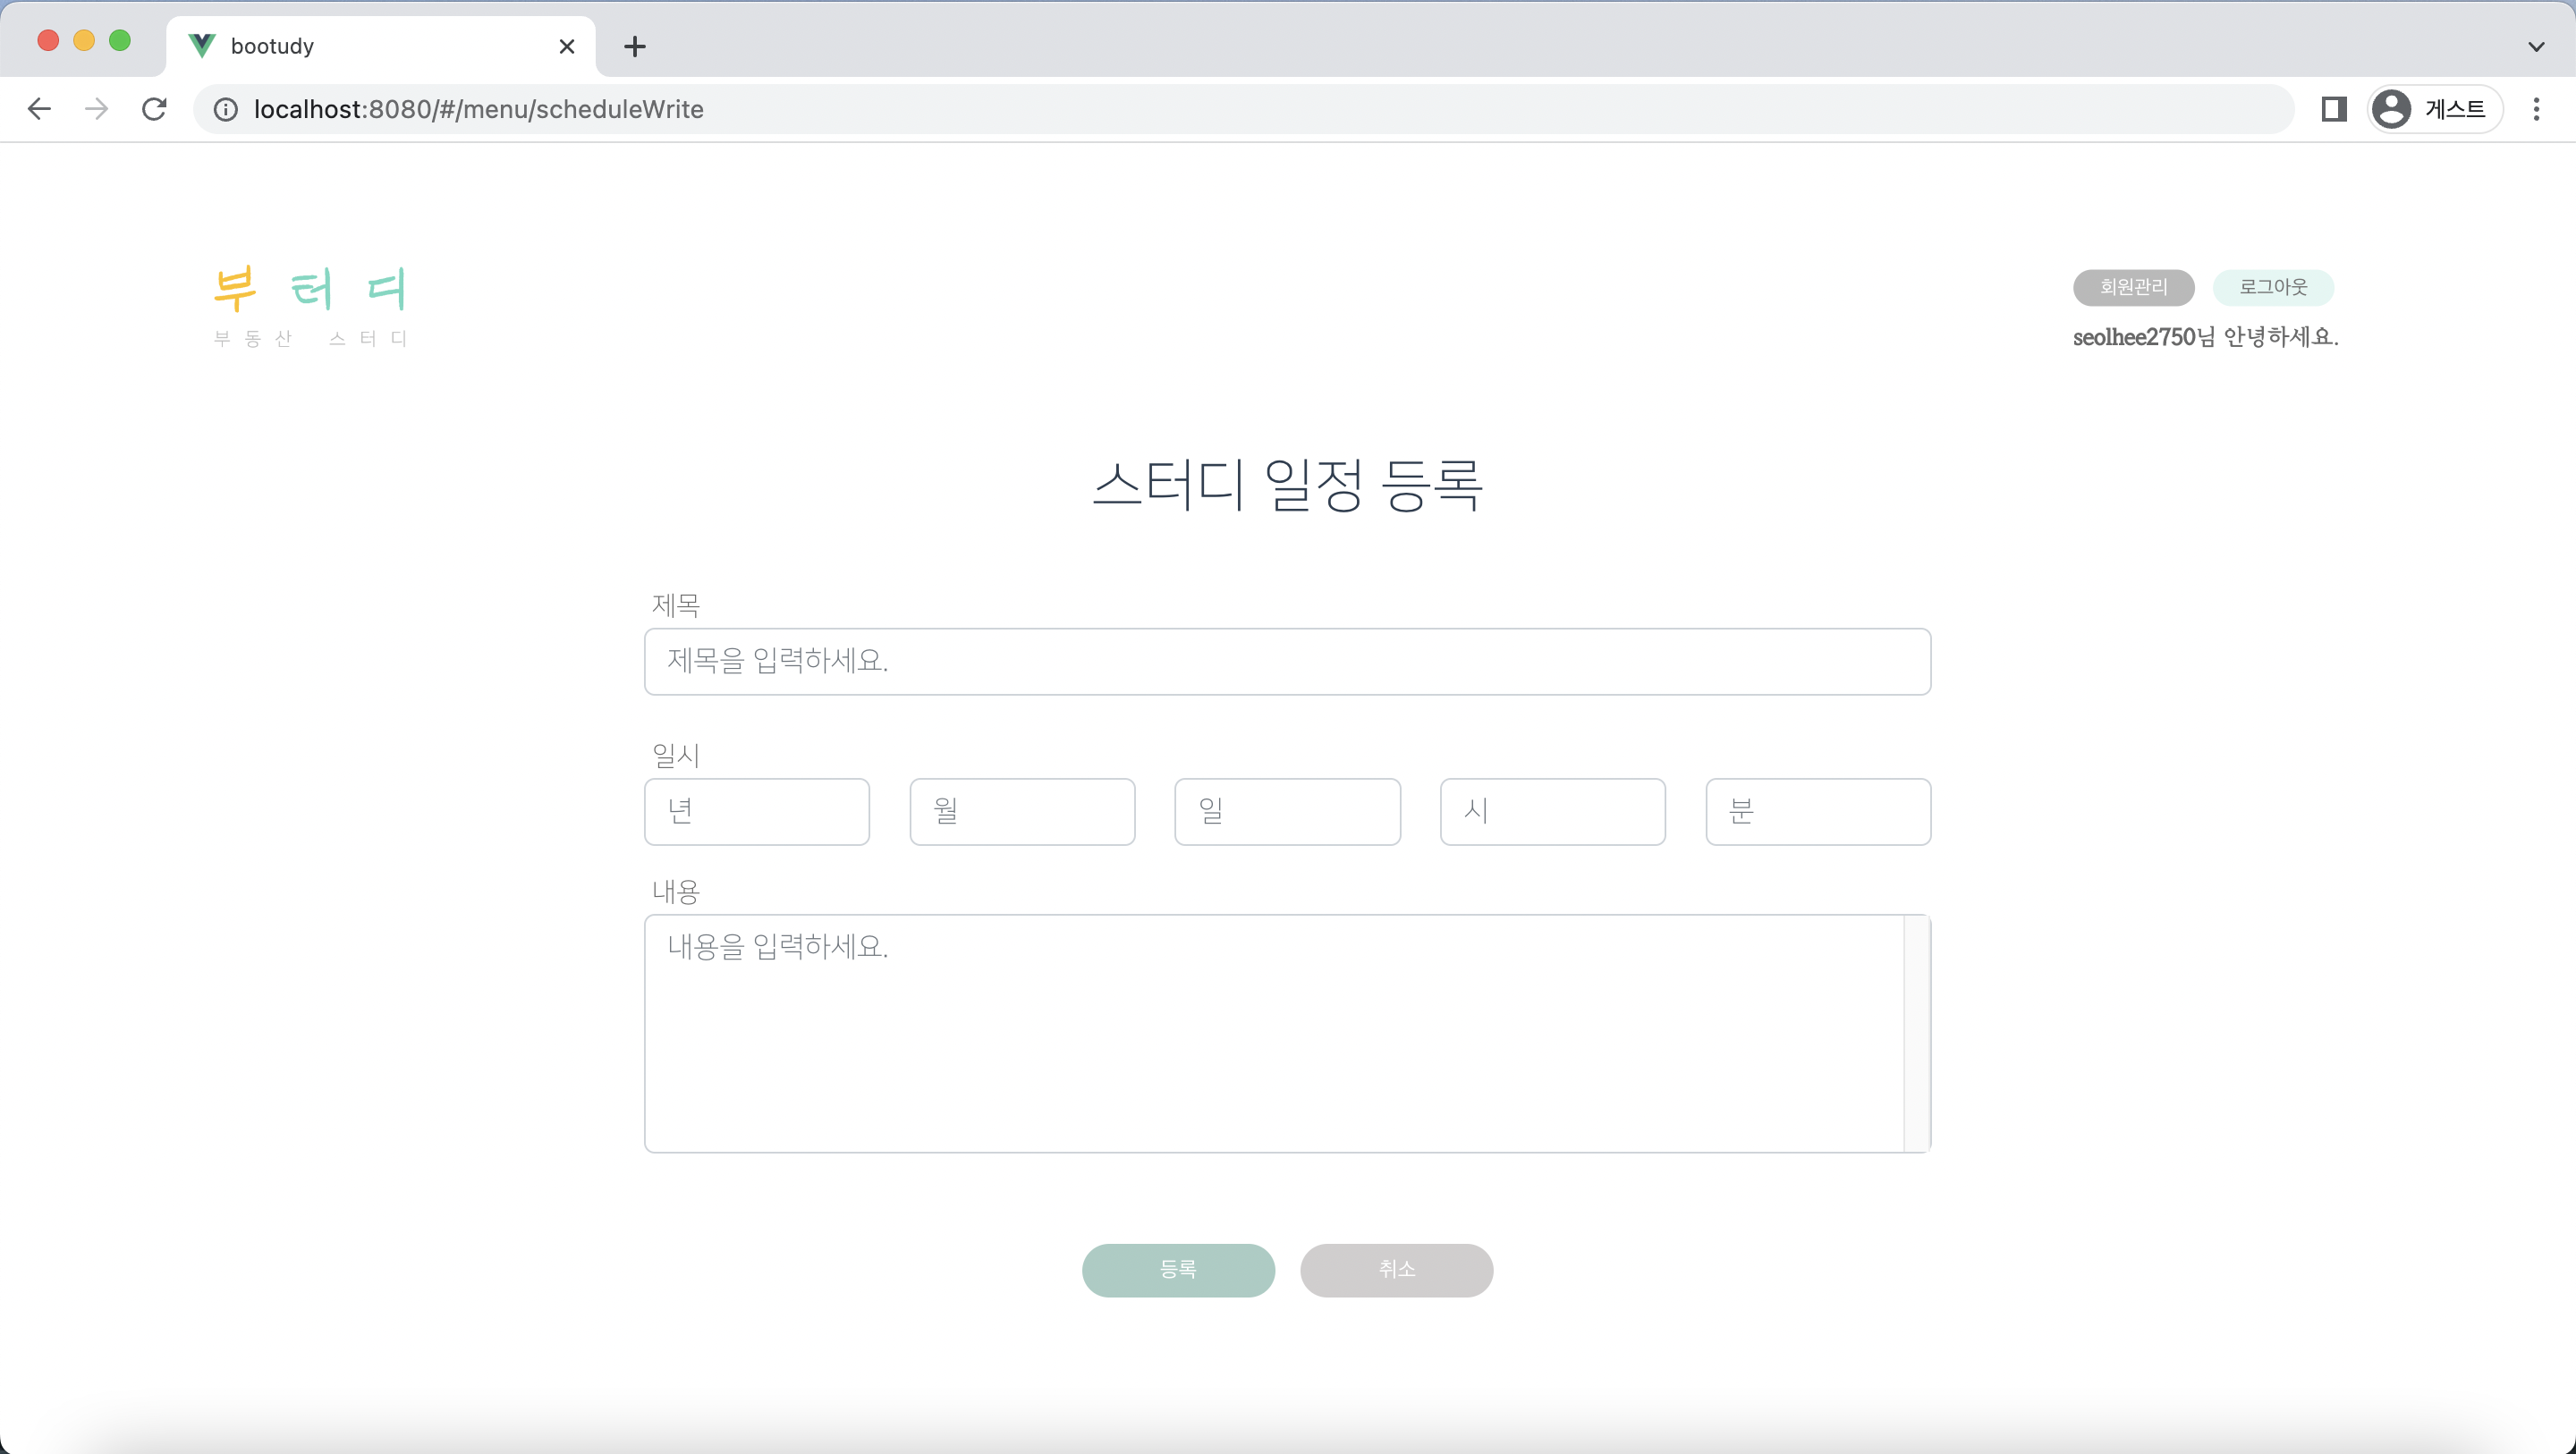 bootudy
localhost:8080/#/menu/scheduleWrite
게스트
부 터 디
부동산 스터디
회원관리
로그아웃
seolhee2750님 안녕하세요.
스터디 일정 등록
제목
제목을 입력하세요.
일시
년
월
일
시
분
내용
내용을 입력하세요.
등록
취소